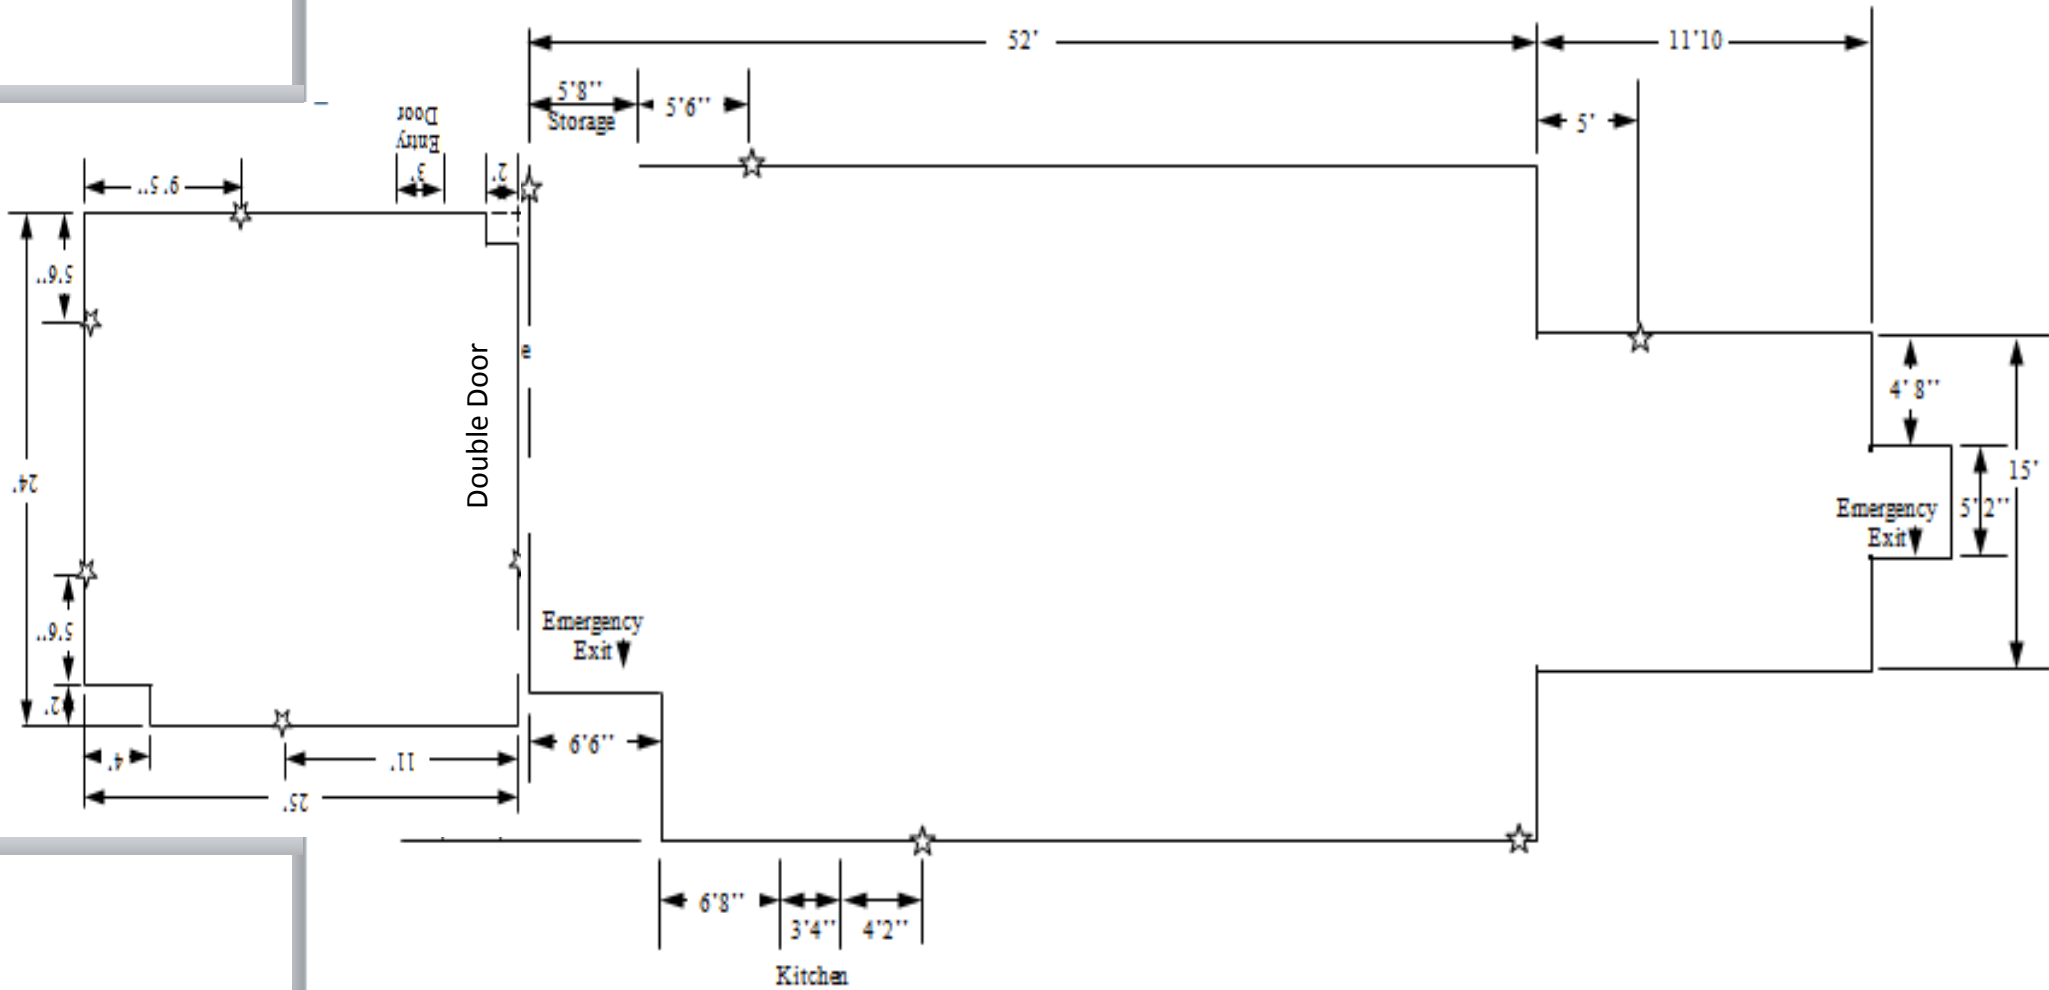 52'
11'10
5'8''
Storage
5'6''
5'
Entry
Door
3'
2'
9'5''
5'6''
24'
Double Door
e
4'8''
15'
5'2''
Emergency
Exit
Emergency
Exit
5'6''
2'
4'
11'
25'
6'6''
6'8''
3'4''
4'2''
Kitchen